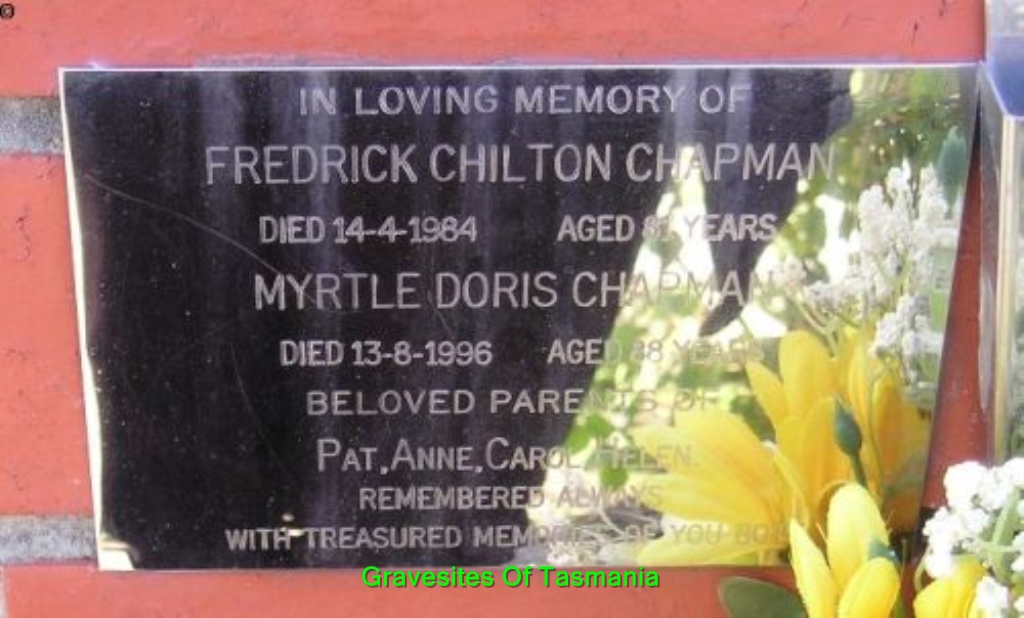 IN LOVING MEMORY OF
FREDRICK CHILTON CHAPMAN
DIED 14-4-1984 AGED YEARS
MYRTLE DORIS CHAPMAN
DIED 13-8-1996 AGED 88 YEARS
BELOVED PARENTS OF
PAT, ANNE, CAROL, HELEN.
REMEMBERED ALWAYS
WITH TREASURED MEMORIES OF YOU BOTH
Gravesites Of Tasmania